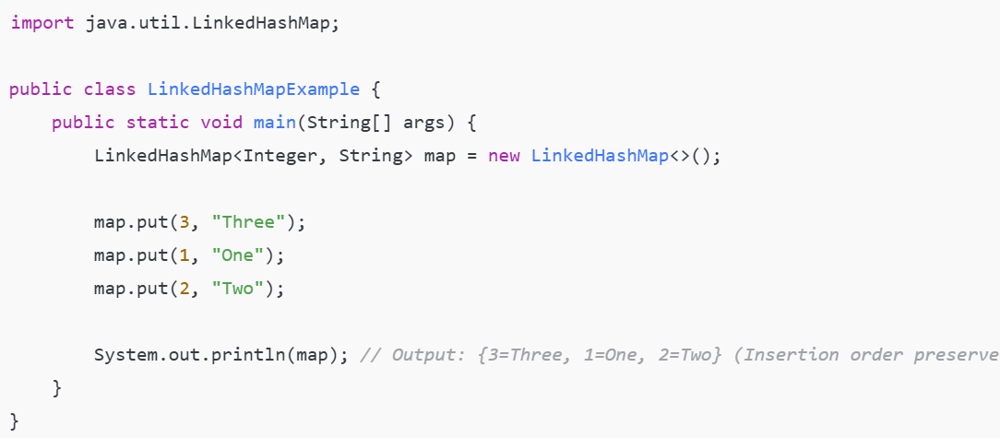 import java.util.LinkedHashMap;
public class LinkedHashMapExample {
public static void main(String[] args) {
LinkedHashMap<Integer, String> map = new LinkedHashMap<>();
map.put(3, "Three");
map.put(1, "One");
map.put(2, "Two");
System.out.println(map); // Output: {3=Three, 1=One, 2=Two} (Insertion order preserve
}
}